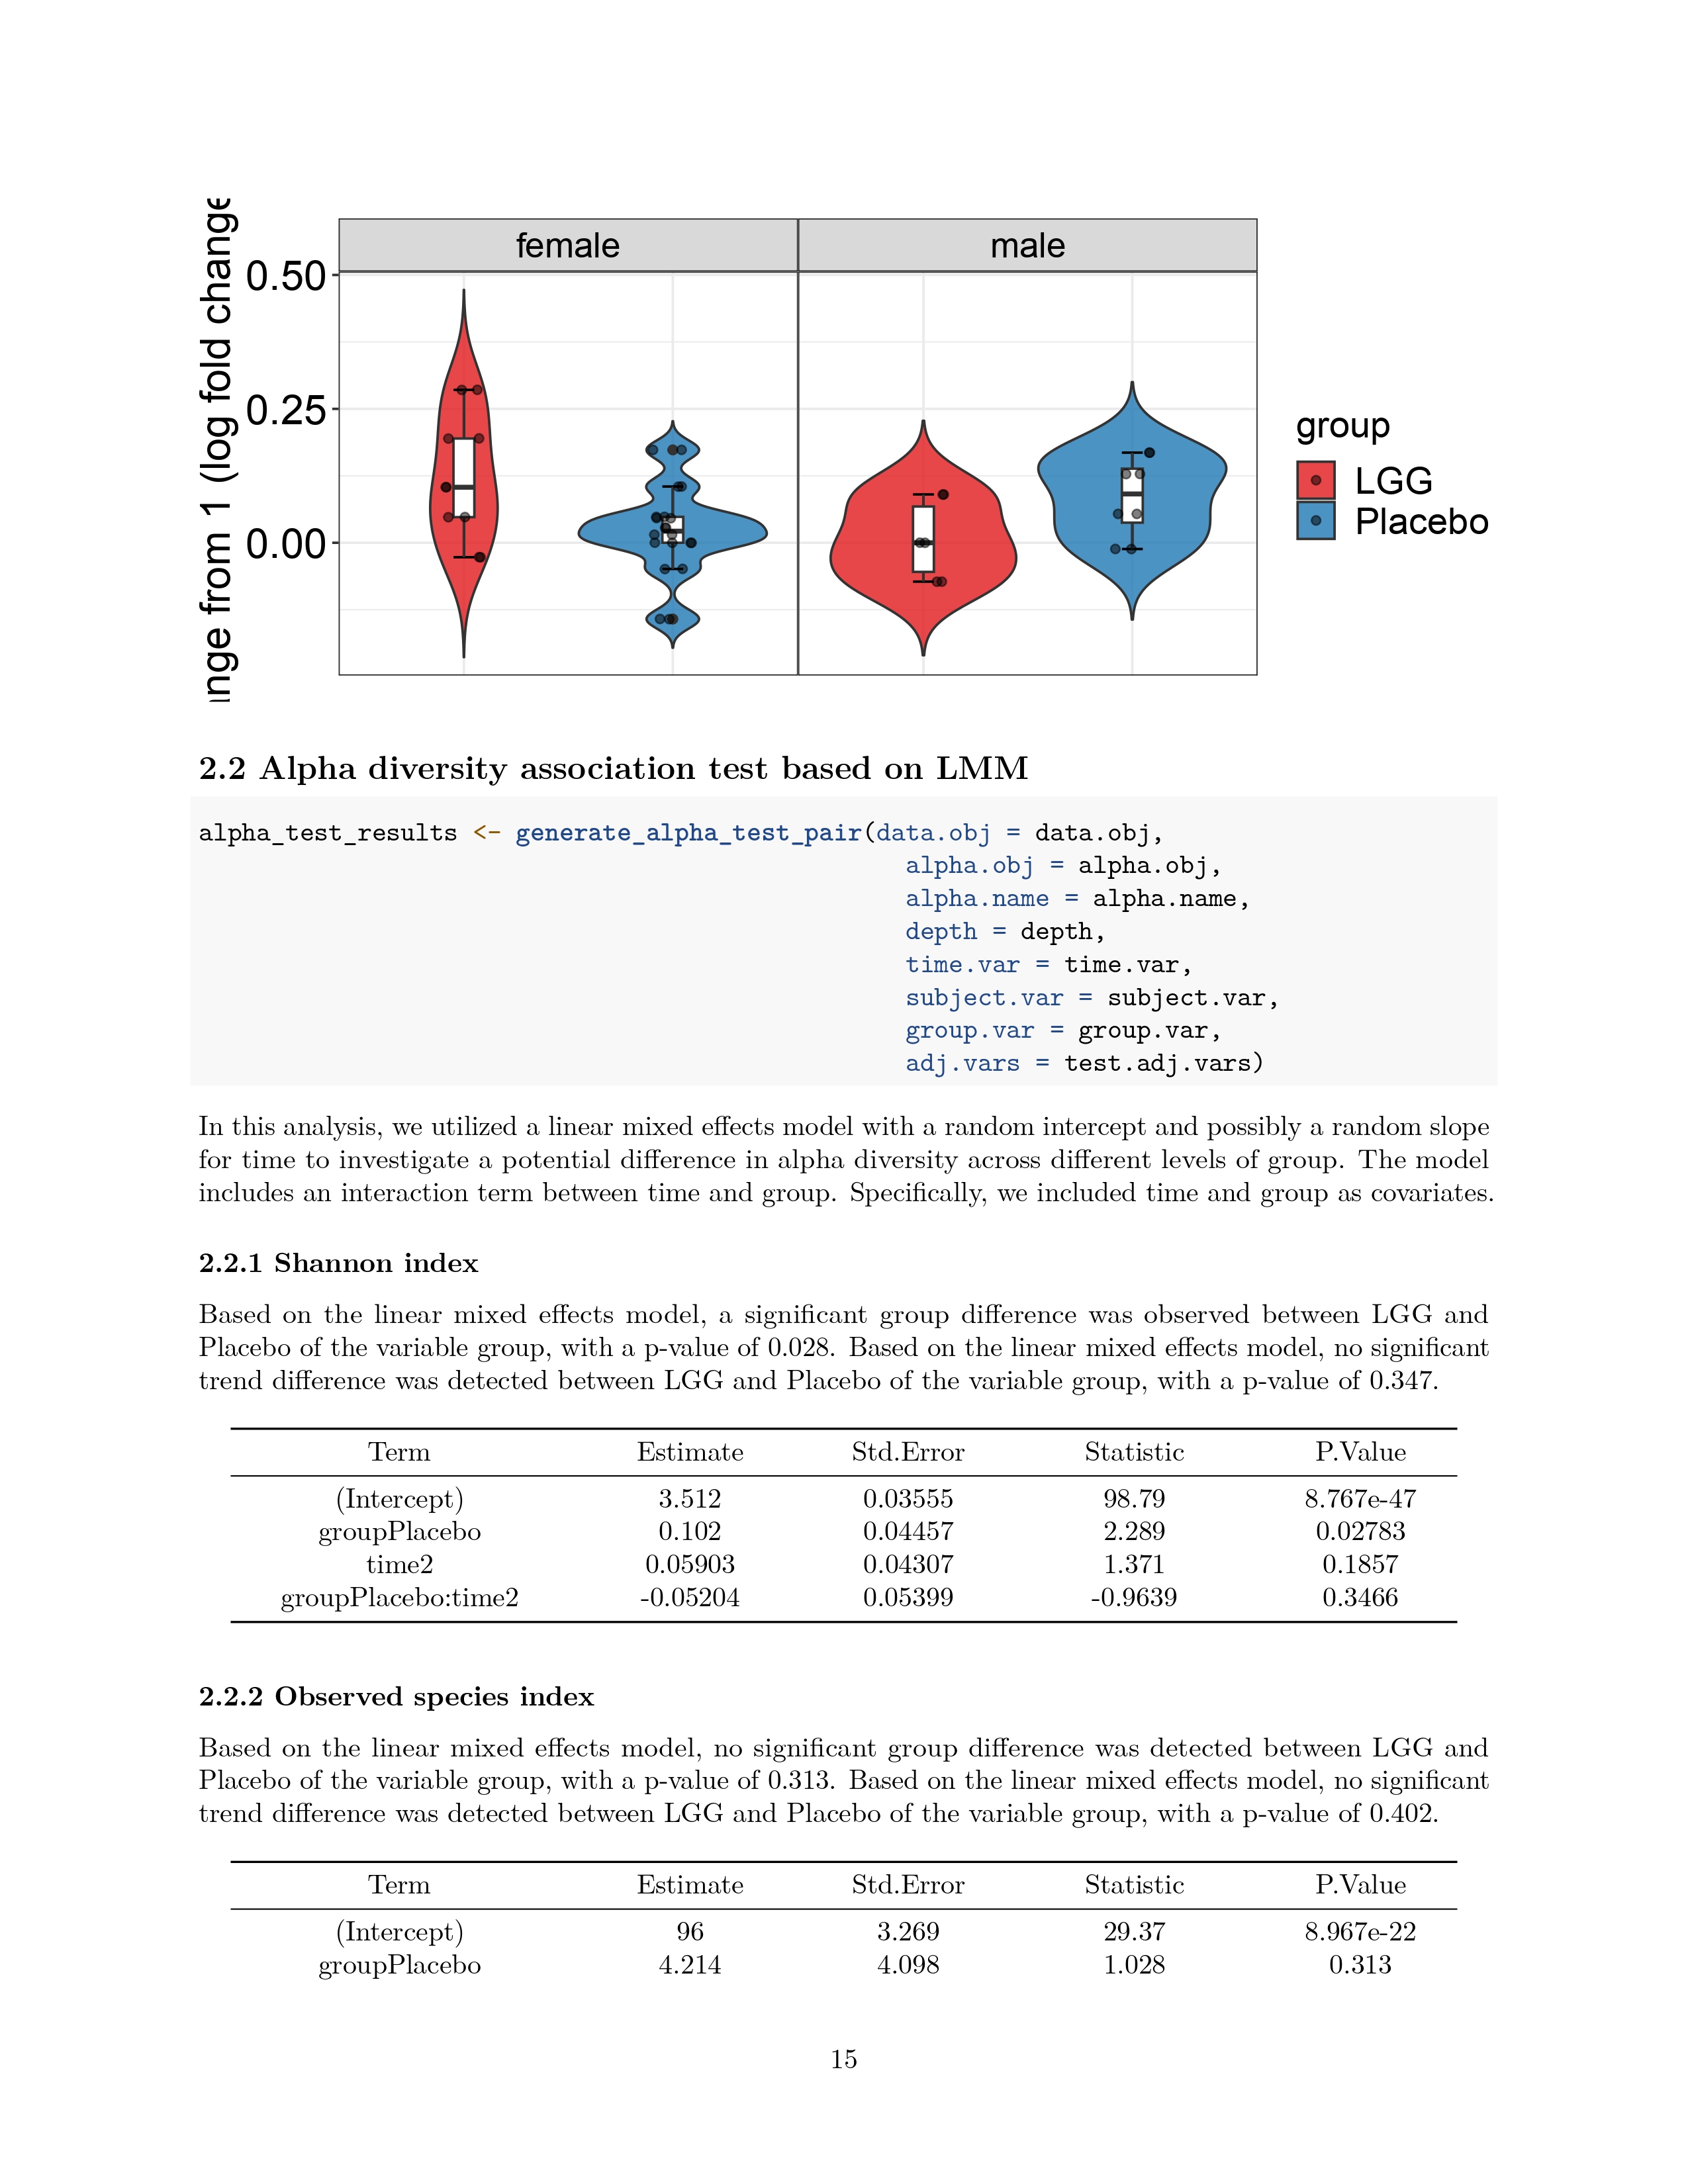 ange from 1 (log fold change
female
male
0.50
0.25
0.00
group
LGG
Placebo
2.2 Alpha diversity association test based on LMM
alpha_test_results <- generate_alpha_test_pair(data.obj = data.obj,
alpha.obj = alpha.obj,
alpha.name = alpha.name,
depth = depth,
time.var = time.var,
subject.var = subject.var,
group.var = group.var,
adj.vars = test.adj.vars)
In this analysis, we utilized a linear mixed effects model with a random intercept and possibly a random slope
for time to investigate a potential difference in alpha diversity across different levels of group. The model
includes an interaction term between time and group. Specifically, we included time and group as covariates.
2.2.1 Shannon index
Based on the linear mixed effects model, a significant group difference was observed between LGG and
Placebo of the variable group, with a p-value of 0.028. Based on the linear mixed effects model, no significant
trend difference was detected between LGG and Placebo of the variable group, with a p-value of 0.347.
Term Estimate Std.Error Statistic P.Value
(Intercept) 3.512 0.03555 98.79 8.767e-47
groupPlacebo 0.102 0.04457 2.289 0.02783
time2 0.05903 0.04307 1.371 0.1857
groupPlacebo:time2 -0.05204 0.05399 -0.9639 0.3466
2.2.2 Observed species index
Based on the linear mixed effects model, no significant group difference was detected between LGG and
Placebo of the variable group, with a p-value of 0.313. Based on the linear mixed effects model, no significant
trend difference was detected between LGG and Placebo of the variable group, with a p-value of 0.402.
Term Estimate Std.Error Statistic P.Value
(Intercept) 96 3.269 29.37 8.967e-22
groupPlacebo 4.214 4.098 1.028 0.313
15